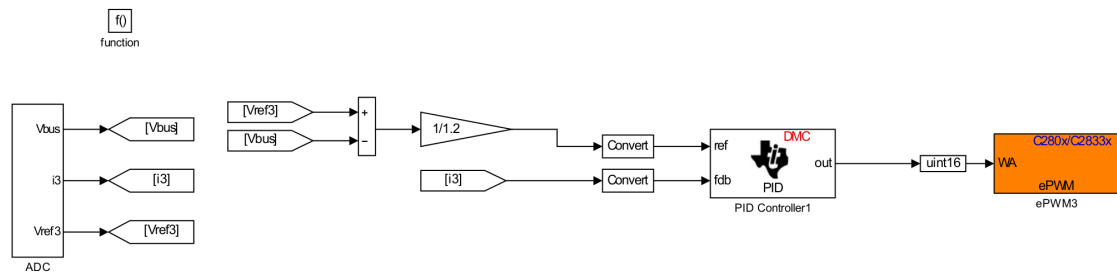 f()
function
Vbus
i3
Vref3
ADC
[Vbus]
[i3]
[Vref3]
[Vref3]
[Vbus]
+
−
1/1.2
[i3]
Convert
Convert
DMC
ref
fdb
out
PID
PID Controller1
uint16
C280x/C2833x
WA
ePWM
ePWM3